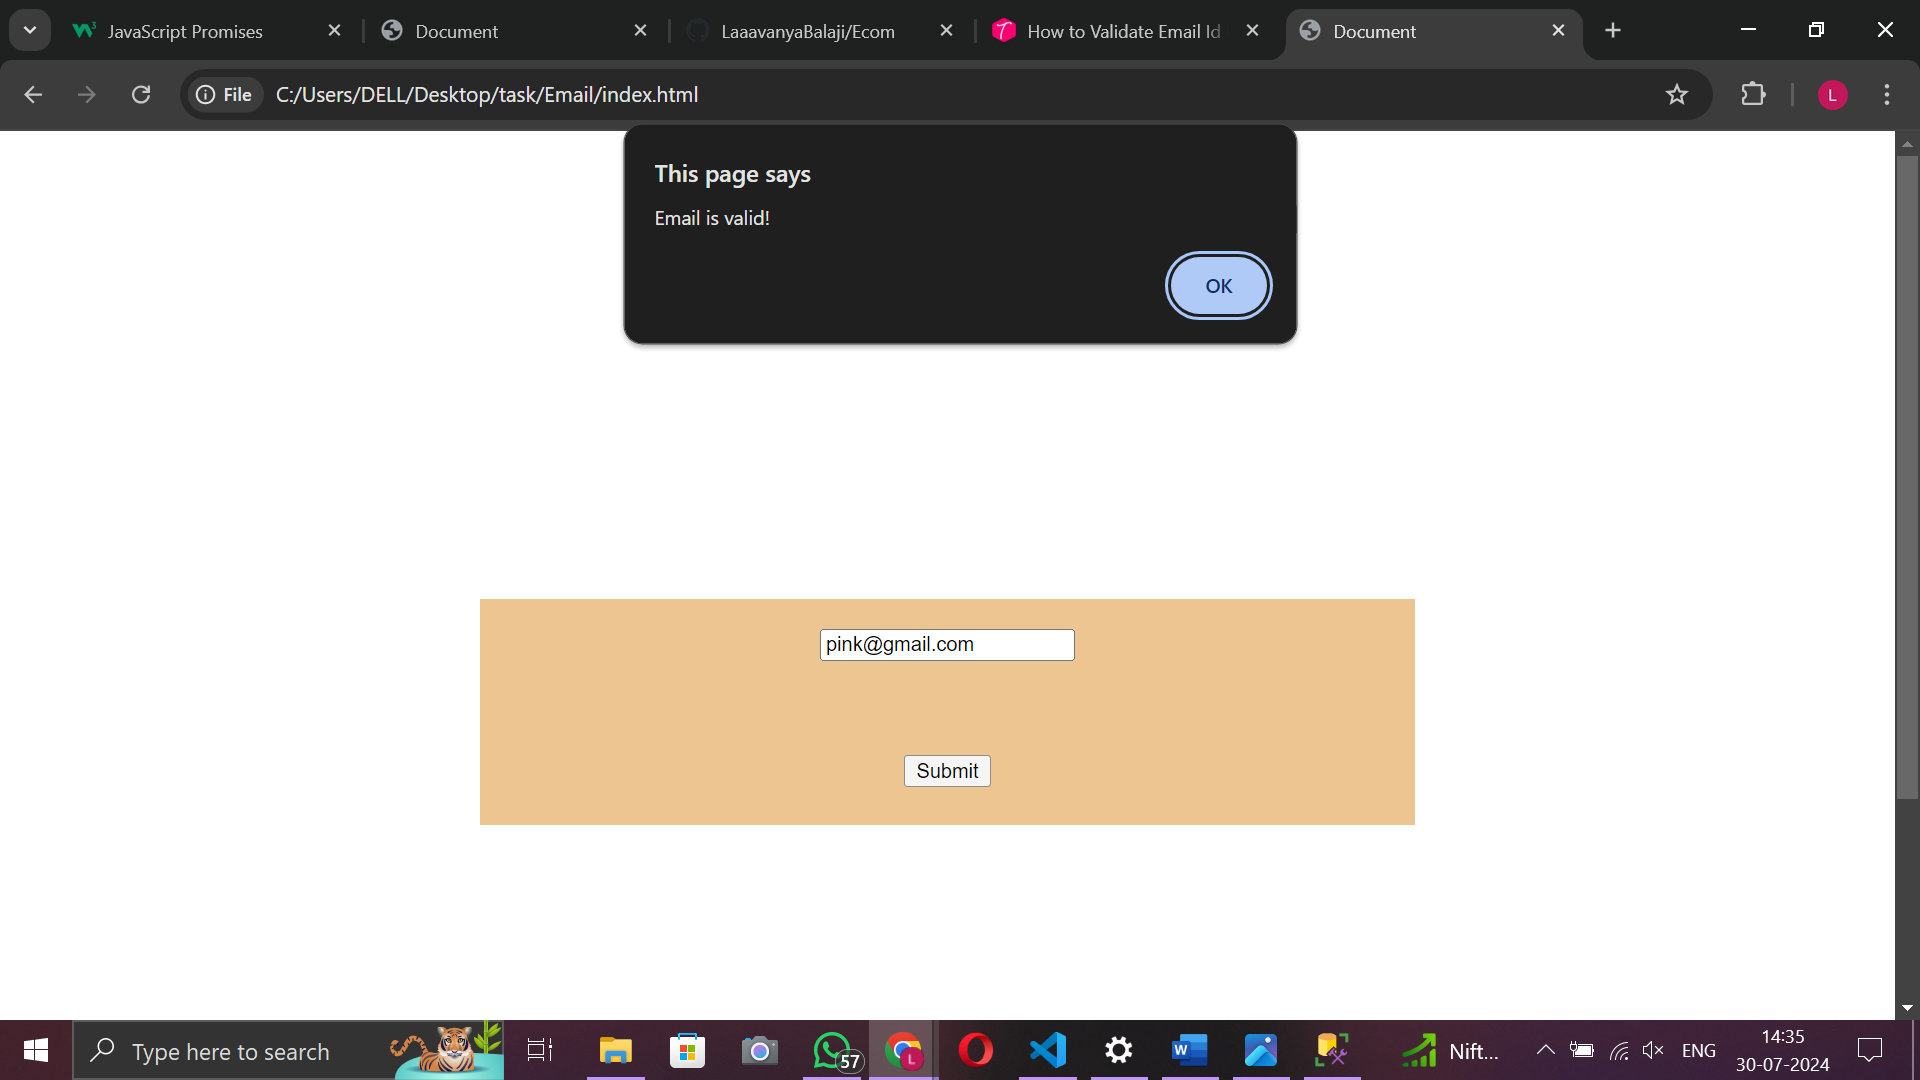 JavaScript Promises
Document
LaaavanyaBalaji/Ecom
How to Validate Email Id
Document
File
C:/Users/DELL/Desktop/task/Email/index.html
L
This page says
Email is valid!
OK
pink@gmail.com
Submit
Type here to search
57
L
Nift...
ENG
14:35
30-07-2024